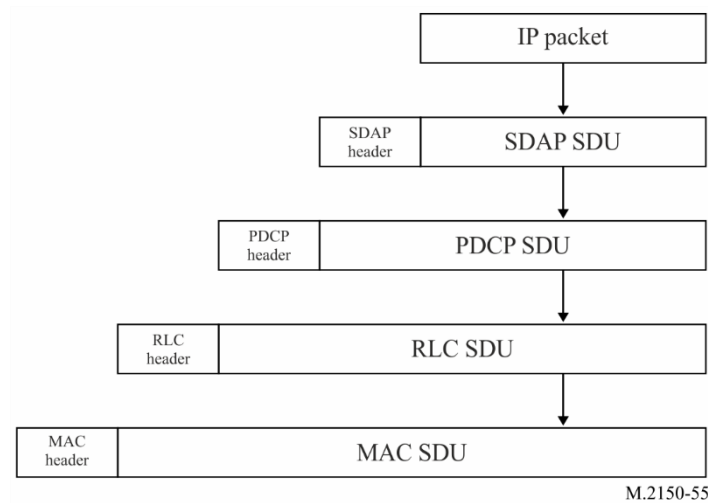 IP packet
SDAP
header
SDAP SDU
PDCP
header
PDCP SDU
RLC
header
RLC SDU
MAC
header
MAC SDU
M.2150-55